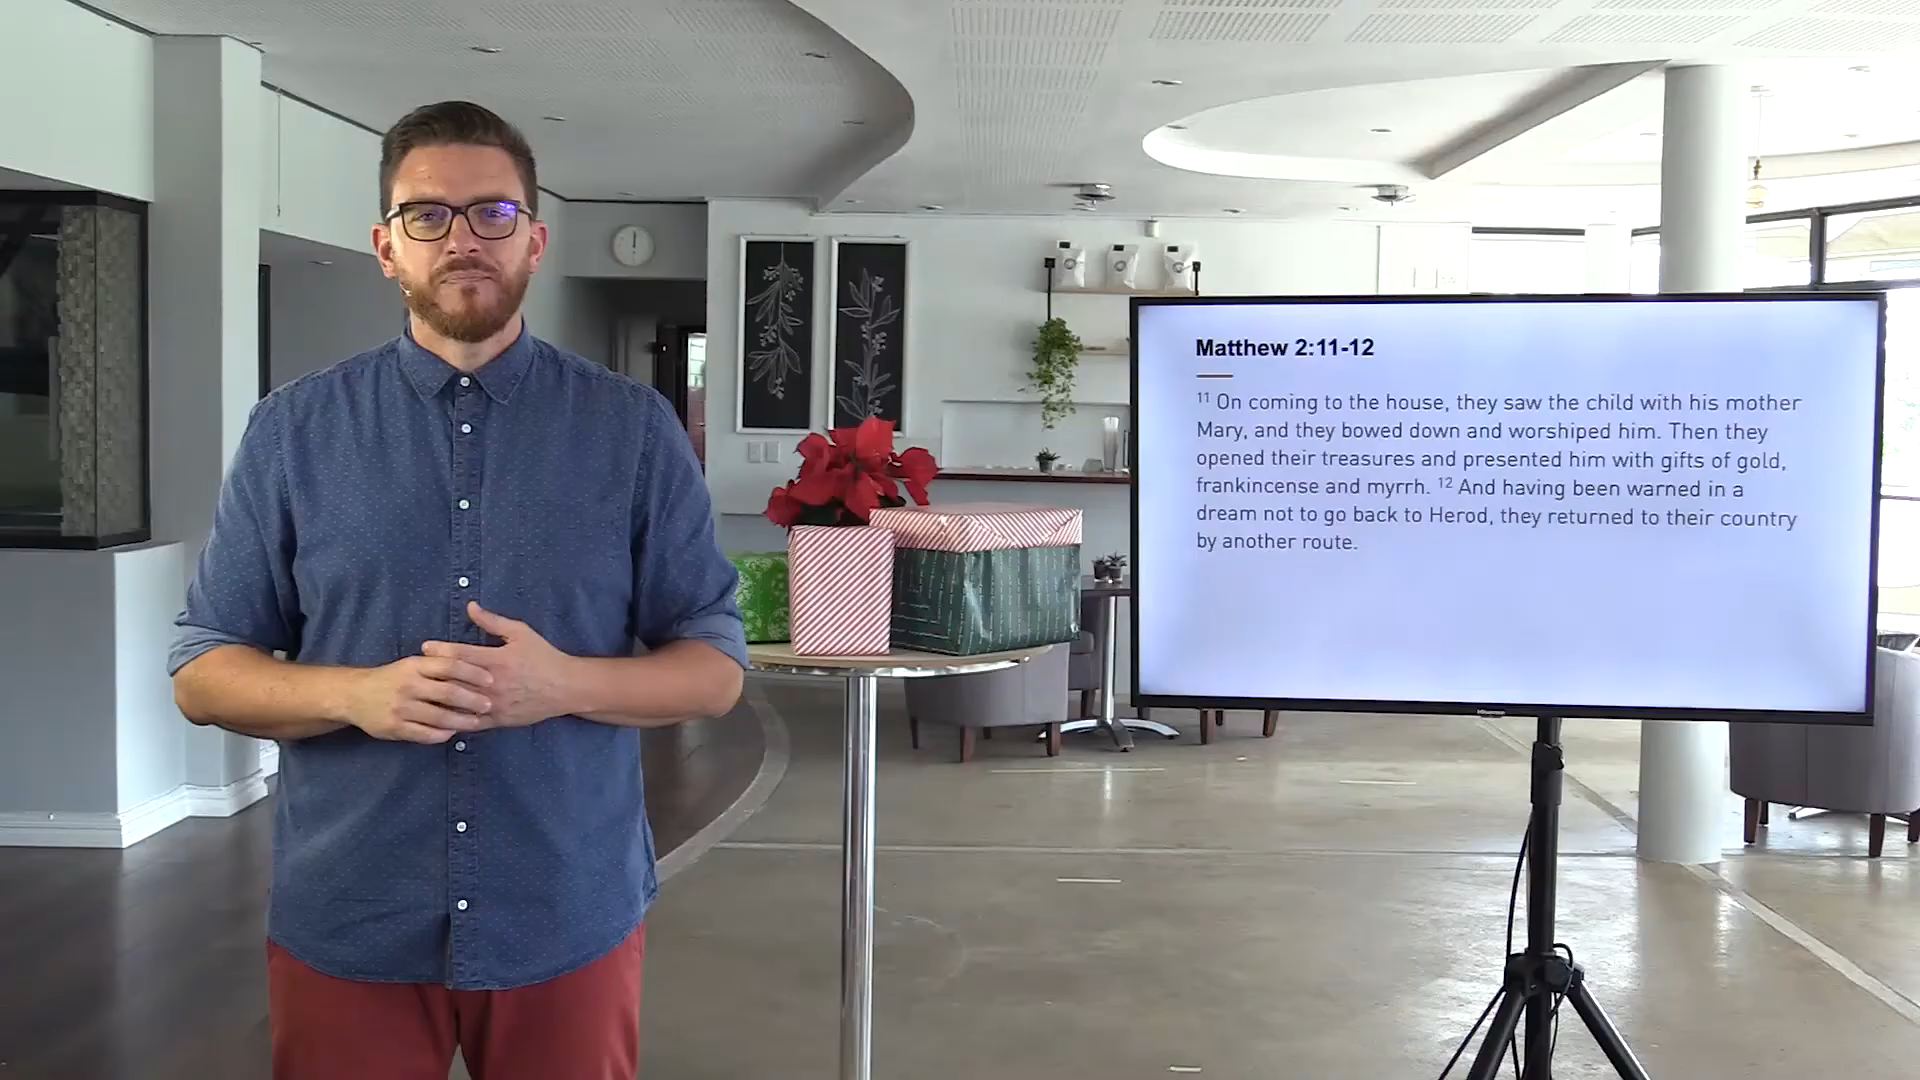 Matthew 2:11-12
11 On coming to the house, they saw the child with his mother
Mary, and they bowed down and worshiped him. Then they
opened their treasures and presented him with gifts of gold,
frankincense and myrrh. 12 And having been warned in a
dream not to go back to Herod, they returned to their country
by another route.
Hisense